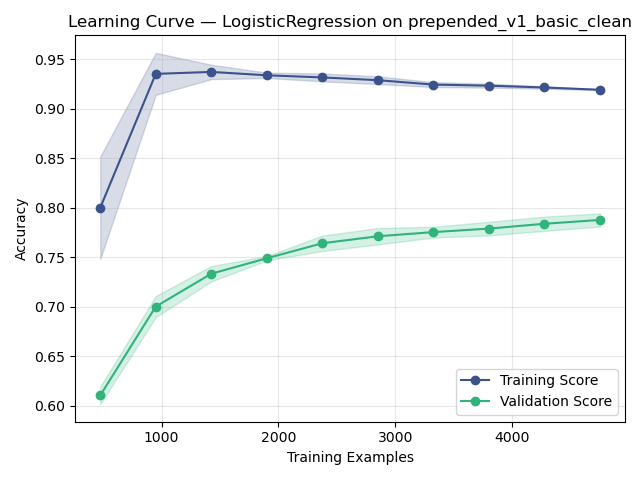 Learning Curve — LogisticRegression on prepended_v1_basic_clean
0.95
0.90
0.85
0.80
0.75
0.70
0.65
0.60
Accuracy
1000 2000 3000 4000
Training Examples
Training Score
Validation Score